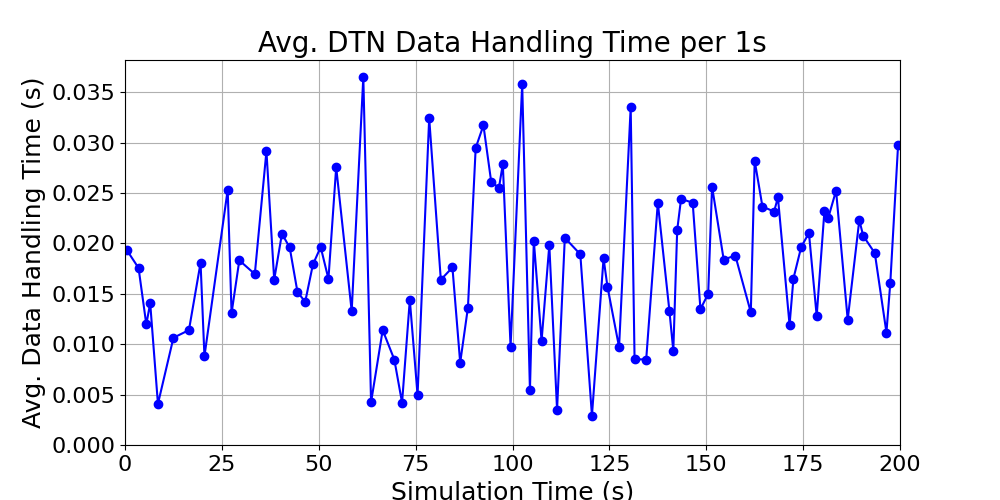 Avg. DTN Data Handling Time per 1s
Avg. Data Handling Time (s)
0.035
0.030
0.025
0.020
0.015
0.010
0.005
0.000
0 25 50 75 100 125 150 175 200
Simulation Time (s)